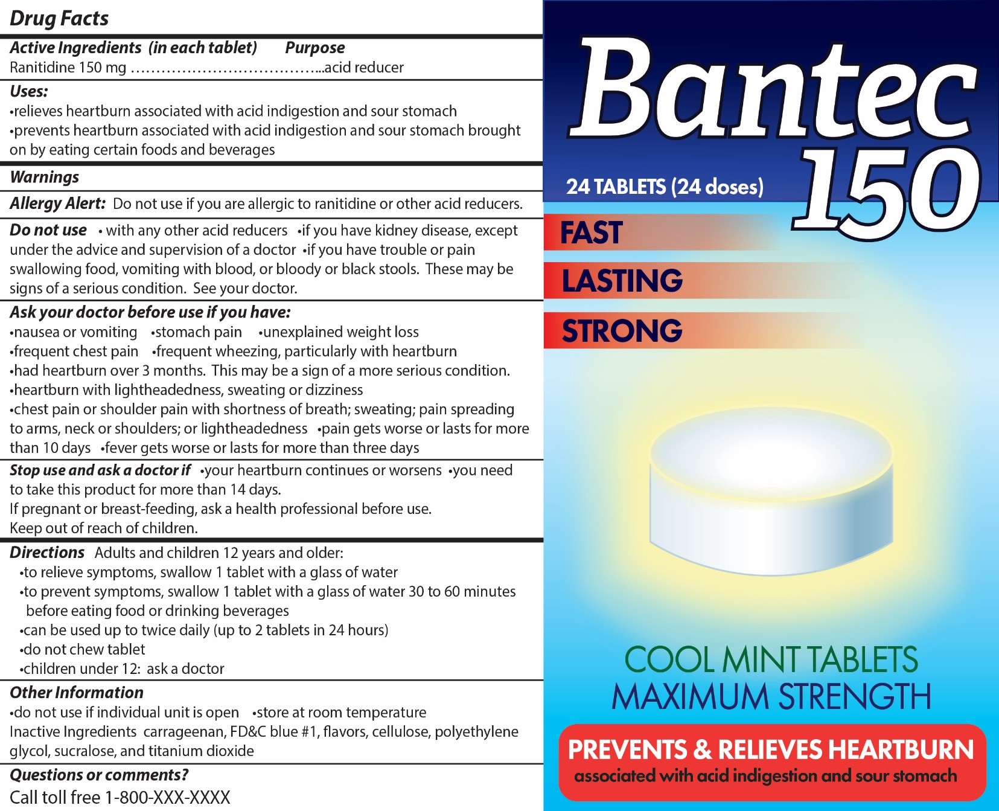 Drug Facts
Active Ingredients (in each tablet) Purpose
Ranitidine 150 mg ......................................acid reducer
Uses:
•relieves heartburn associated with acid indigestion and sour stomach
•prevents heartburn associated with acid indigestion and sour stomach brought
on by eating certain foods and beverages
Warnings
Allergy Alert: Do not use if you are allergic to ranitidine or other acid reducers.
Do not use • with any other acid reducers •if you have kidney disease, except
under the advice and supervision of a doctor •if you have trouble or pain
swallowing food, vomiting with blood, or bloody or black stools. These may be
signs of a serious condition. See your doctor.
Ask your doctor before use if you have:
•nausea or vomiting •stomach pain •unexplained weight loss
•frequent chest pain •frequent wheezing, particularly with heartburn
•had heartburn over 3 months. This may be a sign of a more serious condition.
•heartburn with lightheadedness, sweating or dizziness
•chest pain or shoulder pain with shortness of breath; sweating; pain spreading
to arms, neck or shoulders; or lightheadedness •pain gets worse or lasts for more
than 10 days •fever gets worse or lasts for more than three days
Stop use and ask a doctor if •your heartburn continues or worsens •you need
to take this product for more than 14 days.
If pregnant or breast-feeding, ask a health professional before use.
Keep out of reach of children.
Directions Adults and children 12 years and older:
•to relieve symptoms, swallow 1 tablet with a glass of water
•to prevent symptoms, swallow 1 tablet with a glass of water 30 to 60 minutes
before eating food or drinking beverages
•can be used up to twice daily (up to 2 tablets in 24 hours)
•do not chew tablet
•children under 12: ask a doctor
Other Information
•do not use if individual unit is open •store at room temperature
Inactive Ingredients carrageenan, FD&C blue #1, flavors, cellulose, polyethylene
glycol, sucralose, and titanium dioxide
Questions or comments?
Call toll free 1-800-XXX-XXXX
Bantec
150
24 TABLETS (24 doses)
FAST
LASTING
STRONG
COOL MINT TABLETS
MAXIMUM STRENGTH
PREVENTS & RELIEVES HEARTBURN
associated with acid indigestion and sour stomach